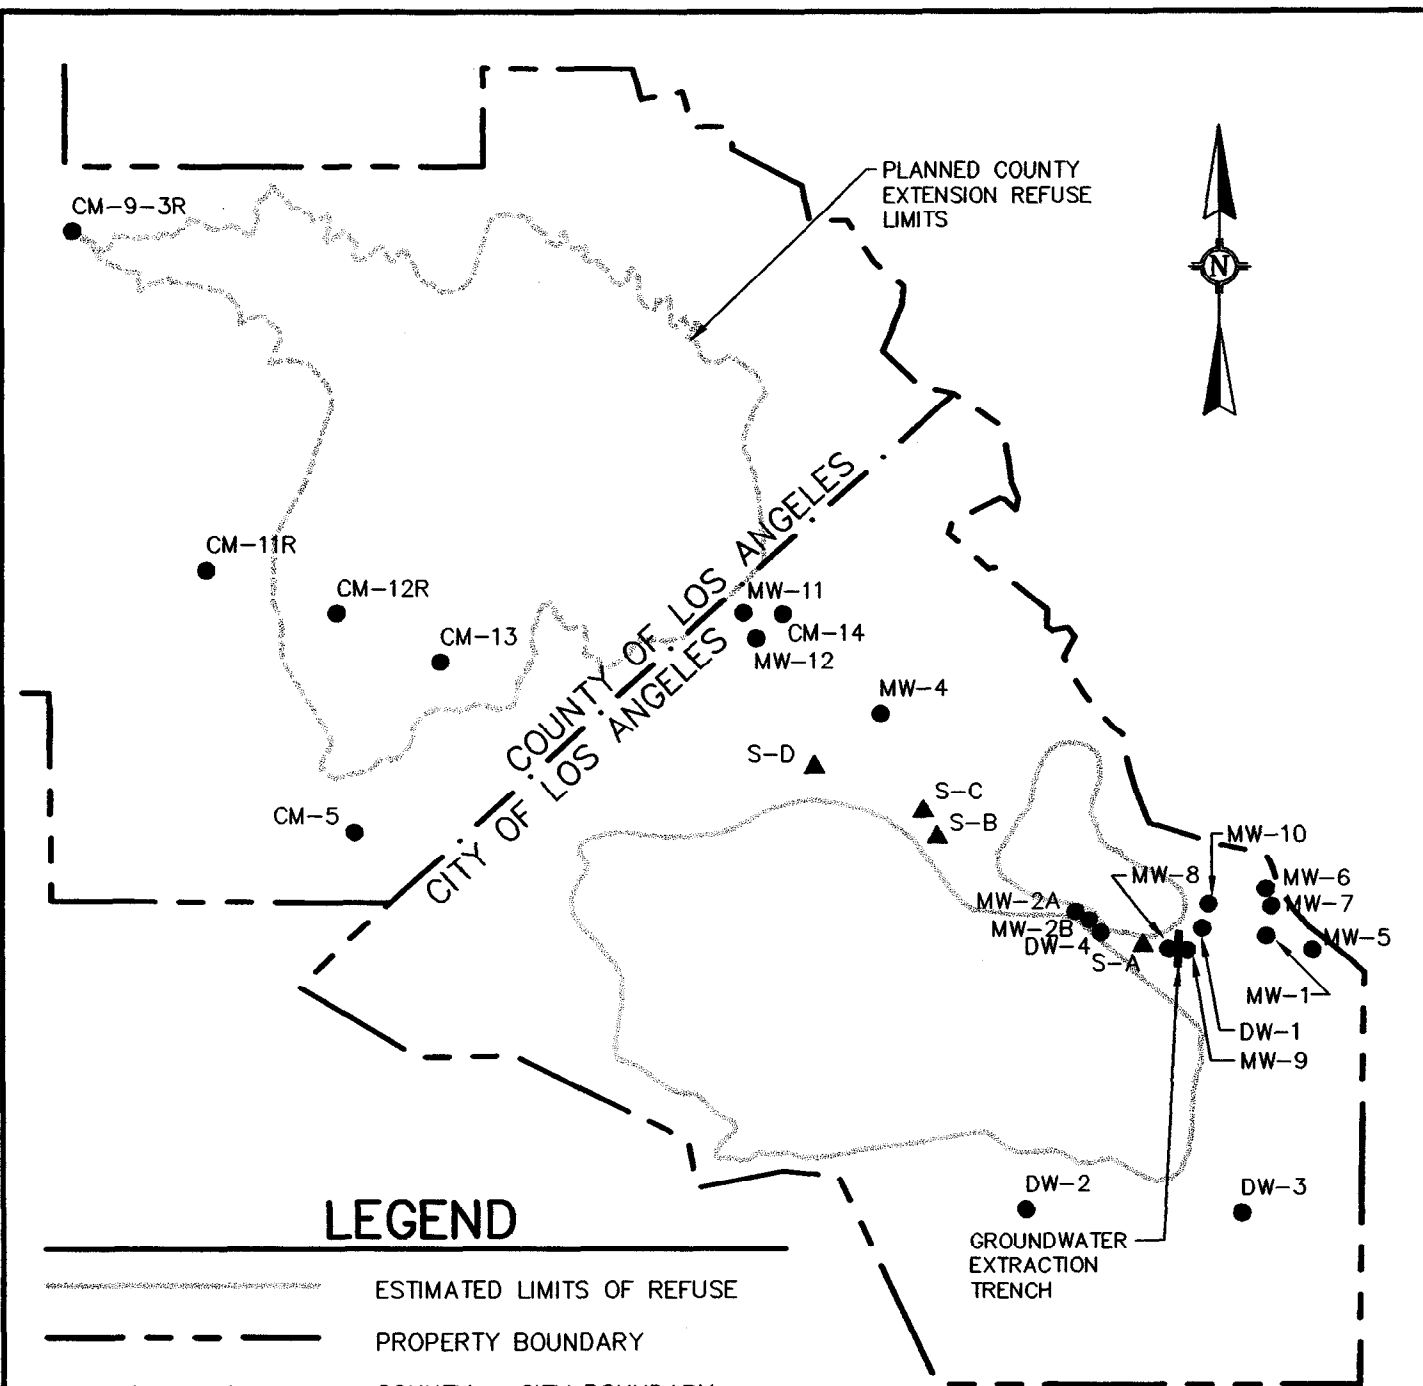 PLANNED COUNTY
EXTENSION REFUSE
LIMITS
CM-9-3R
N
CM-11R
CM-12R
CM-13
COUNTY OF LOS ANGELES
CITY OF LOS ANGELES
MW-11
CM-14
MW-12
MW-4
S-D
S-C
S-B
CM-5
MW-10
MW-8
MW-6
MW-7
MW-2A
MW-2B
DW-4
S-A
MW-5
MW-1
DW-1
MW-9
DW-2
DW-3
GROUNDWATER
EXTRACTION
TRENCH
LEGEND
ESTIMATED LIMITS OF REFUSE
PROPERTY BOUNDARY